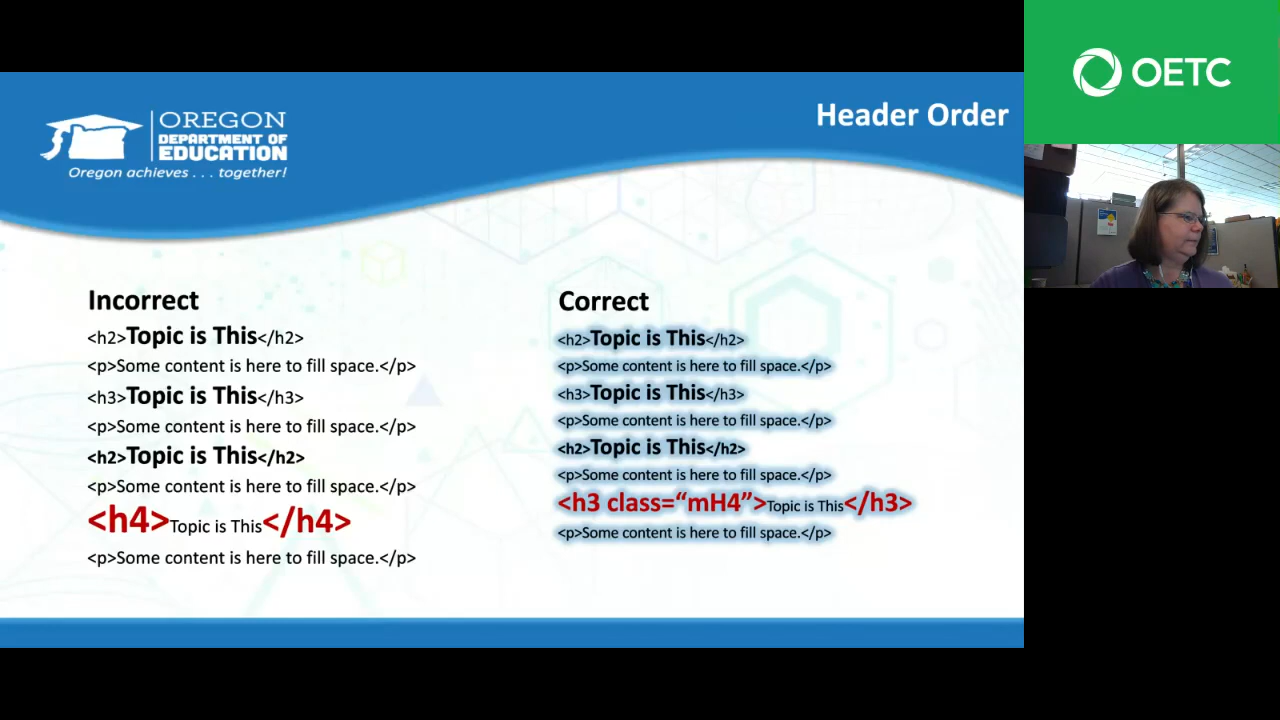 OREGON
DEPARTMENT OF
EDUCATION
Oregon achieves . . . together!
Header Order
OETC
Incorrect
<h2>Topic is This</h2>
<p>Some content is here to fill space.</p>
<h3>Topic is This</h3>
<p>Some content is here to fill space.</p>
<h2>Topic is This</h2>
<p>Some content is here to fill space.</p>
<h4>Topic is This</h4>
<p>Some content is here to fill space.</p>
Correct
<h2>Topic is This</h2>
<p>Some content is here to fill space.</p>
<h3>Topic is This</h3>
<p>Some content is here to fill space.</p>
<h2>Topic is This</h2>
<p>Some content is here to fill space.</p>
<h3 class=“mH4”>Topic is This</h3>
<p>Some content is here to fill space.</p>